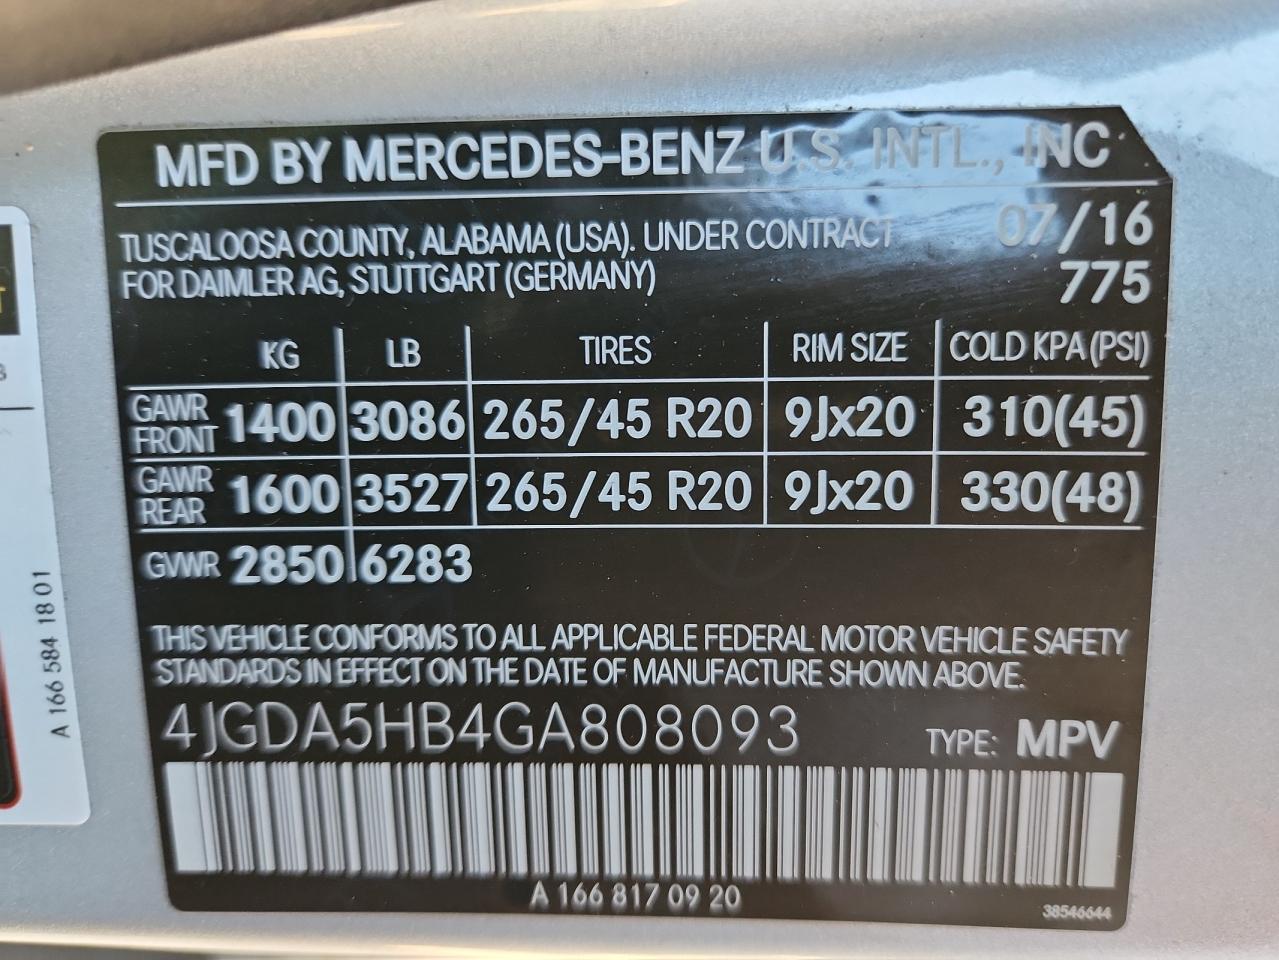 MFD BY MERCEDES-BENZ U.S. INTL., INC
TUSCALOOSA COUNTY, ALABAMA (USA). UNDER CONTRACT 07/16
FOR DAIMLER AG, STUTTGART (GERMANY) 775
KG LB TIRES RIM SIZE COLD KPA (PSI)
GAWR FRONT 1400 3086 265/45 R20 9Jx20 310(45)
GAWR REAR 1600 3527 265/45 R20 9Jx20 330(48)
GVWR 2850 6283
THIS VEHICLE CONFORMS TO ALL APPLICABLE FEDERAL MOTOR VEHICLE SAFETY
STANDARDS IN EFFECT ON THE DATE OF MANUFACTURE SHOWN ABOVE.
4JGDA5HB4GA808093 TYPE: MPV
A 166 817 09 20
38546644
A 166 584 18 01